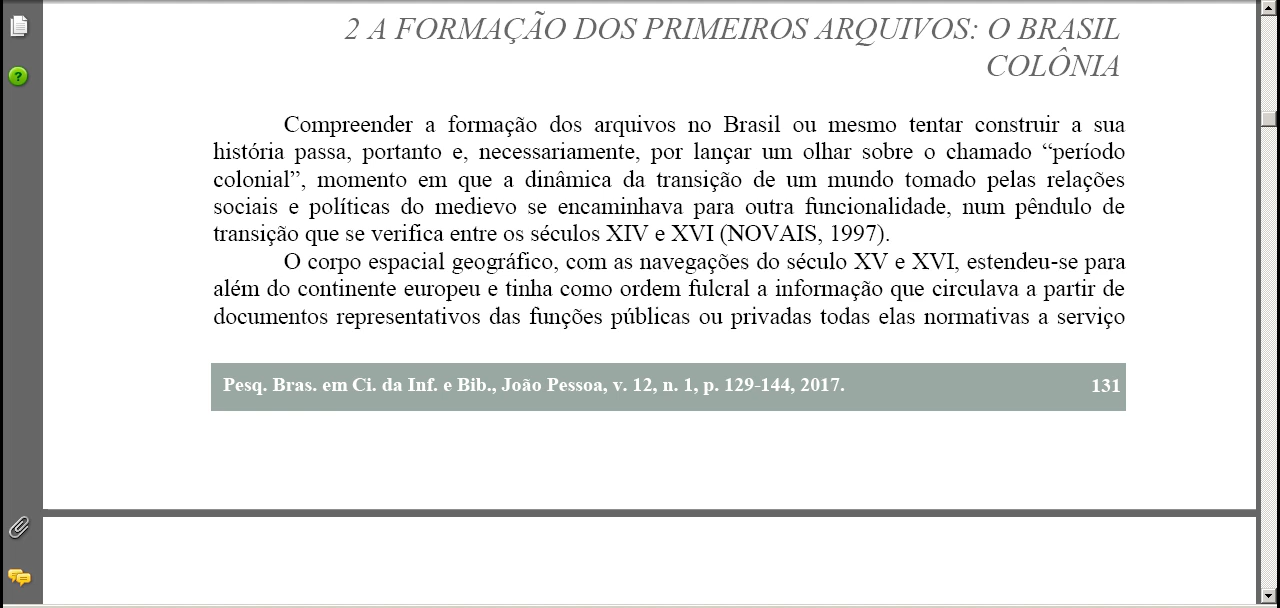 2 A FORMAÇÃO DOS PRIMEIROS ARQUIVOS: O BRASIL
COLÔNIA
Compreender a formação dos arquivos no Brasil ou mesmo tentar construir a sua
história passa, portanto e, necessariamente, por lançar um olhar sobre o chamado “período
colonial”, momento em que a dinâmica da transição de um mundo tomado pelas relações
sociais e políticas do medievo se encaminhava para outra funcionalidade, num pêndulo de
transição que se verifica entre os séculos XIV e XVI (NOVAIS, 1997).
O corpo espacial geográfico, com as navegações do século XV e XVI, estendeu-se para
além do continente europeu e tinha como ordem fulcral a informação que circulava a partir de
documentos representativos das funções públicas ou privadas todas elas normativas a serviço
Pesq. Bras. em Ci. da Inf. e Bib., João Pessoa, v. 12, n. 1, p. 129-144, 2017. 131